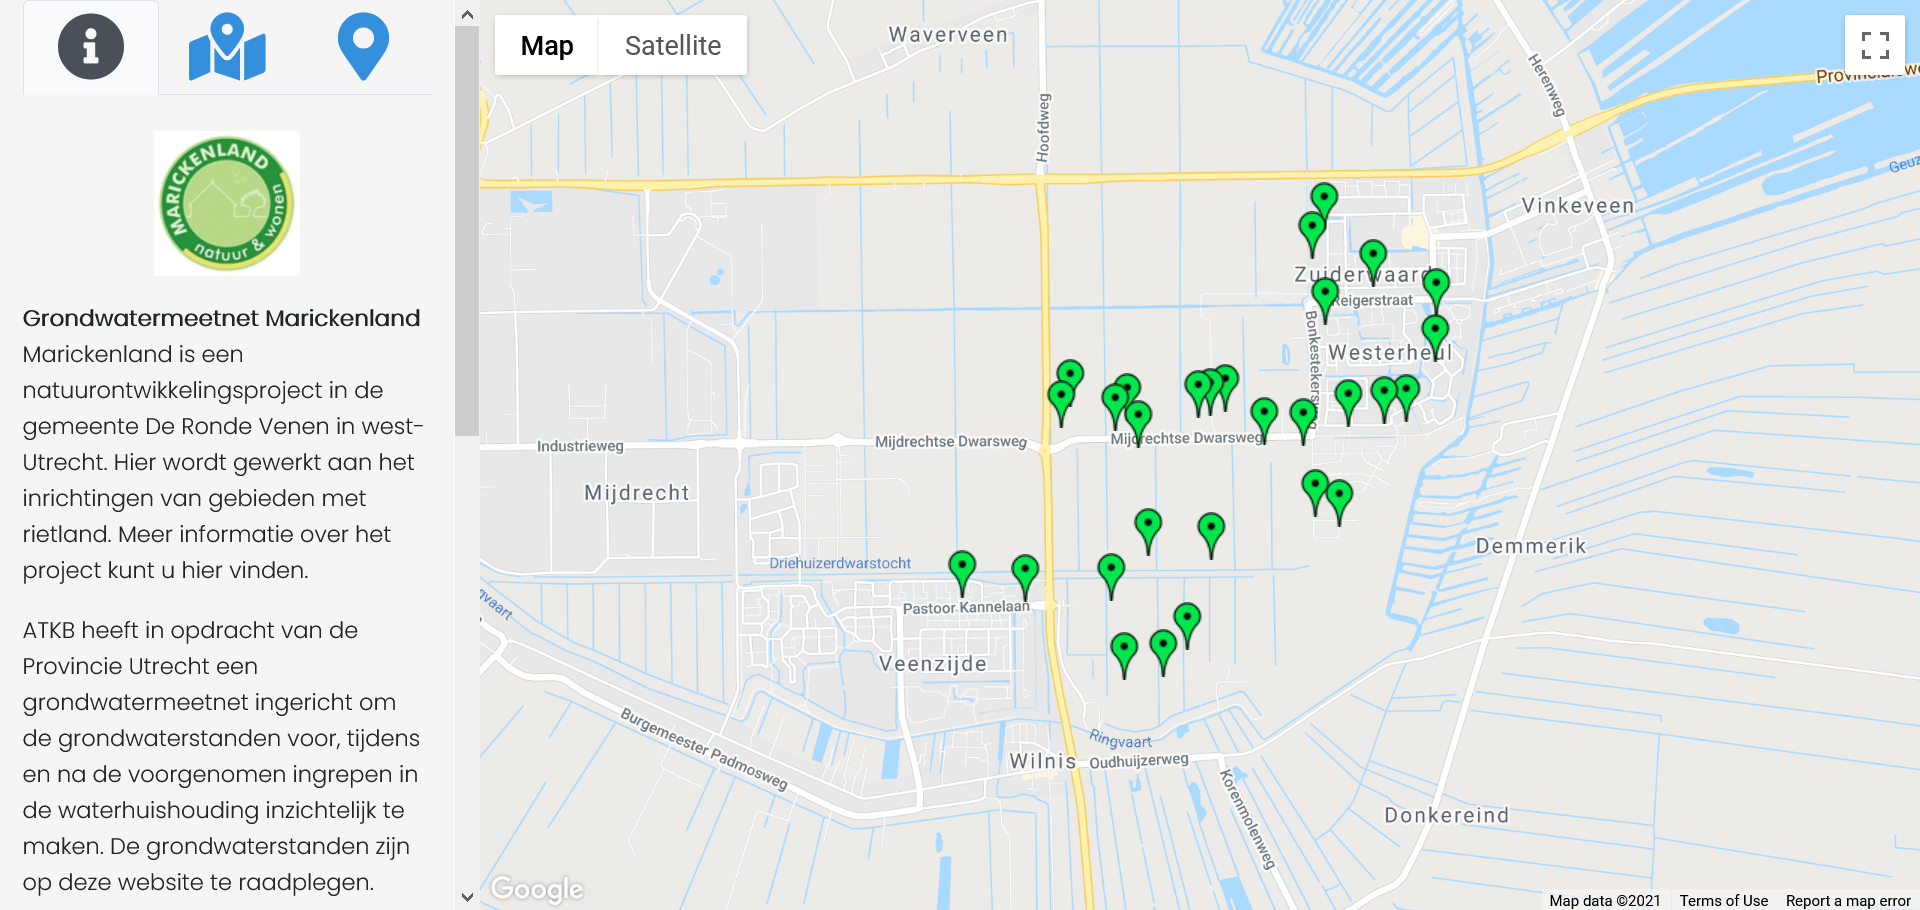 MARICKENLAND
natuur & wonen
Grondwatermeetnet Marickenland
Marickenland is een
natuurontwikkelingsproject in de
gemeente De Ronde Venen in west-
Utrecht. Hier wordt gewerkt aan het
inrichtingen van gebieden met
rietland. Meer informatie over het
project kunt u hier vinden.
ATKB heeft in opdracht van de
Provincie Utrecht een
grondwatermeetnet ingericht om
de grondwaterstanden voor, tijdens
en na de voorgenomen ingrepen in
de waterhuishouding inzichtelijk te
maken. De grondwaterstanden zijn
op deze website te raadplegen.
Map
Satellite
Waverveen
Herenweg
Hoofdweg
Vinkeveen
Zuiderwaard
Reigerstraat
Westerheul
Industrieweg
Mijdrechtse Dwarsweg
Mijdrechtse Dwarsweg
Mijdrecht
Demmerik
Driehuizerdwarstocht
Pastoor Kannelaan
Veenzijde
Burgemeester Padmosweg
Ringvaart
Wilnis
Oudhuijzerweg
Korenmolenweg
Donkereind
Google
Map data ©2021
Terms of Use
Report a map error